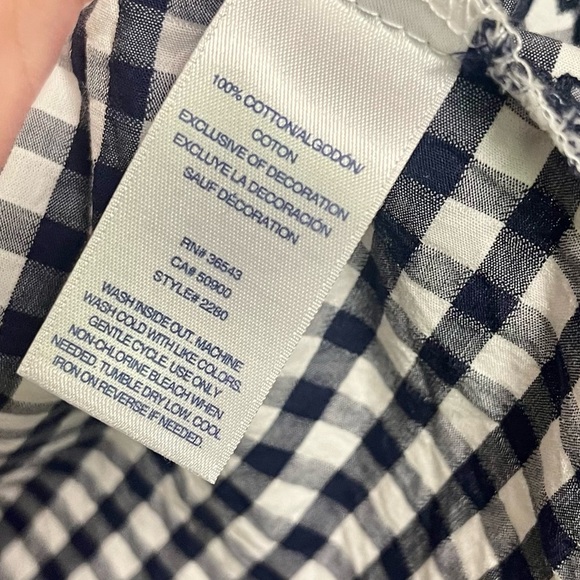 100% COTTON/ALGODÓN/
COTON
EXCLUSIVE OF DECORATION
EXCLUYE LA DECORACIÓN
SAUF DÉCORATION
RN# 36543
CA# 50900
STYLE# 2280
WASH INSIDE OUT. MACHINE
WASH COLD WITH LIKE COLORS.
GENTLE CYCLE. USE ONLY
NON-CHLORINE BLEACH WHEN
NEEDED. TUMBLE DRY LOW. COOL
IRON ON REVERSE IF NEEDED.